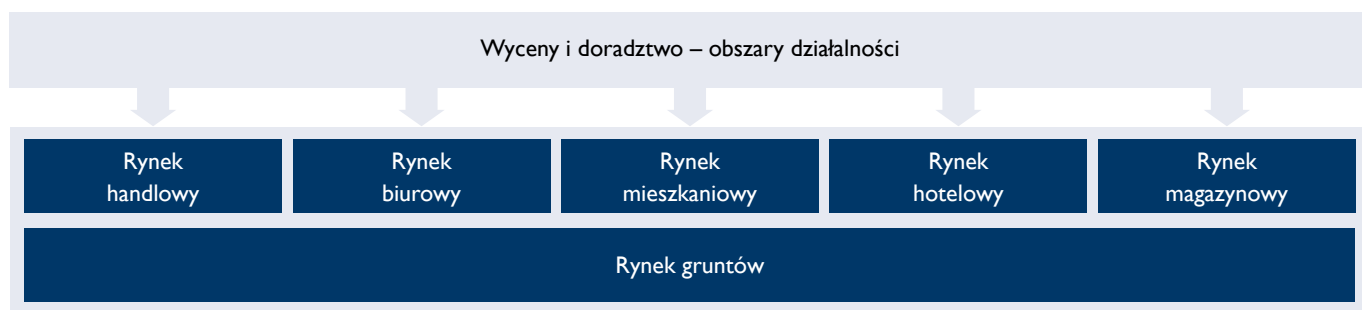 Wyceny i doradztwo – obszary działalności
Rynek
handlowy
Rynek
biurowy
Rynek
mieszkaniowy
Rynek
hotelowy
Rynek
magazynowy
Rynek gruntów